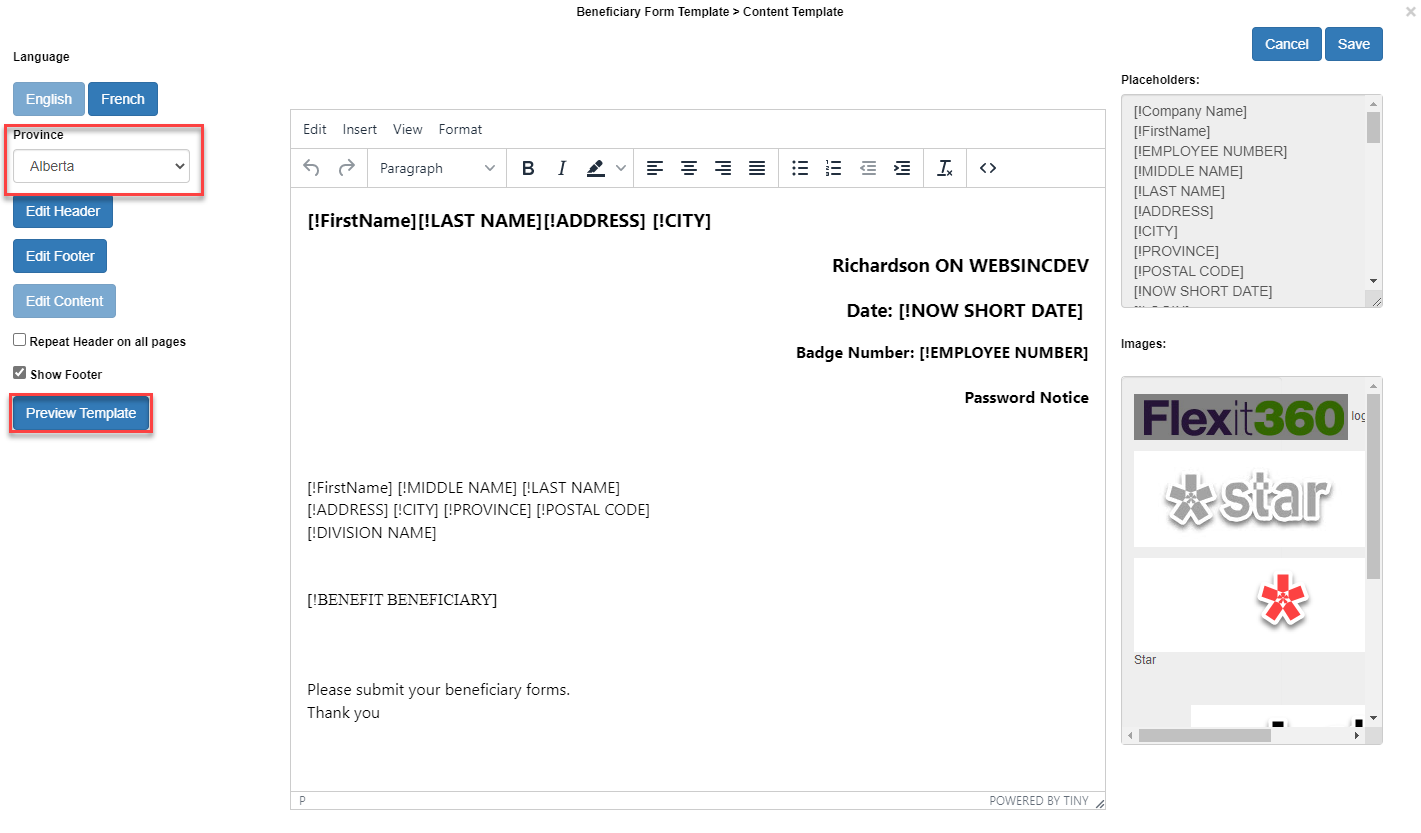 Beneficiary Form Template > Content Template
×
Cancel
Save
Language
English
French
Province
Alberta
Edit Header
Edit Footer
Edit Content
Repeat Header on all pages
Show Footer
Preview Template
Edit Insert View Format
Paragraph
B I
[!FirstName][!LAST NAME][!ADDRESS] [!CITY]
Richardson ON WEBSINCDEV
Date: [!NOW SHORT DATE]
Badge Number: [!EMPLOYEE NUMBER]
Password Notice
[!FirstName] [!MIDDLE NAME] [!LAST NAME]
[!ADDRESS] [!CITY] [!PROVINCE] [!POSTAL CODE]
[!DIVISION NAME]
[!BENEFIT BENEFICIARY]
Please submit your beneficiary forms.
Thank you
P
POWERED BY TINY
Placeholders:
[!Company Name]
[!FirstName]
[!EMPLOYEE NUMBER]
[!MIDDLE NAME]
[!LAST NAME]
[!ADDRESS]
[!CITY]
[!PROVINCE]
[!POSTAL CODE]
[!NOW SHORT DATE]
Images:
Flexit360
star
Star